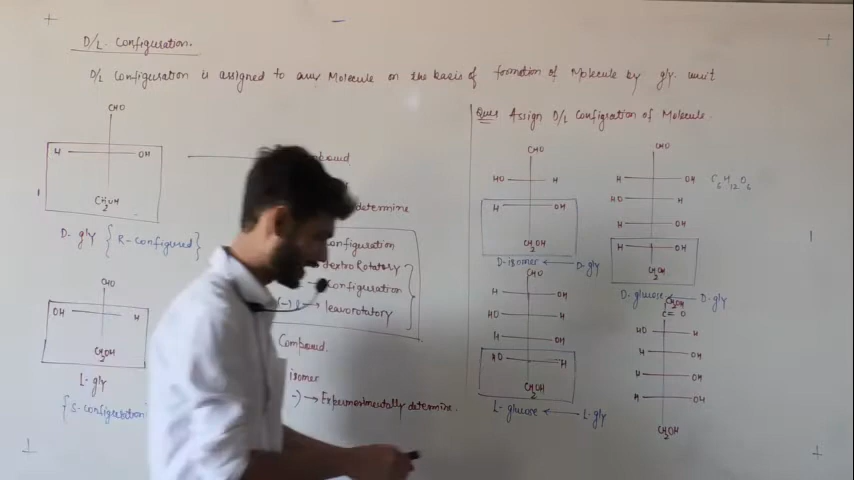 D/L Configuration.
D/L Configuration is assigned to any Molecule on the basis of formation of Molecule by gly. unit
CHO
H OH
CH2OH
D- gly { R- Configured }
CHO
OH H
CH2OH
L- gly
{ S- Configuration
determine
Configuration
dextro Rotatory
Configuration
(-) l → leavorotatory
Compound.
isomer
-) → Experimentally determine.
Ques Assign D/L Configration of Molecule.
CHO
HO H
H OH
CH2OH
D-isomer ← D-gly
CHO
H OH
HO H
H OH
H OH
CH2OH
C6H12O6
D-glucose ← D-gly
CHO
H OH
HO H
H OH
HO H
CH2OH
L-glucose ← L-gly
CH2OH
C = O
HO H
H OH
H OH
H OH
CH2OH